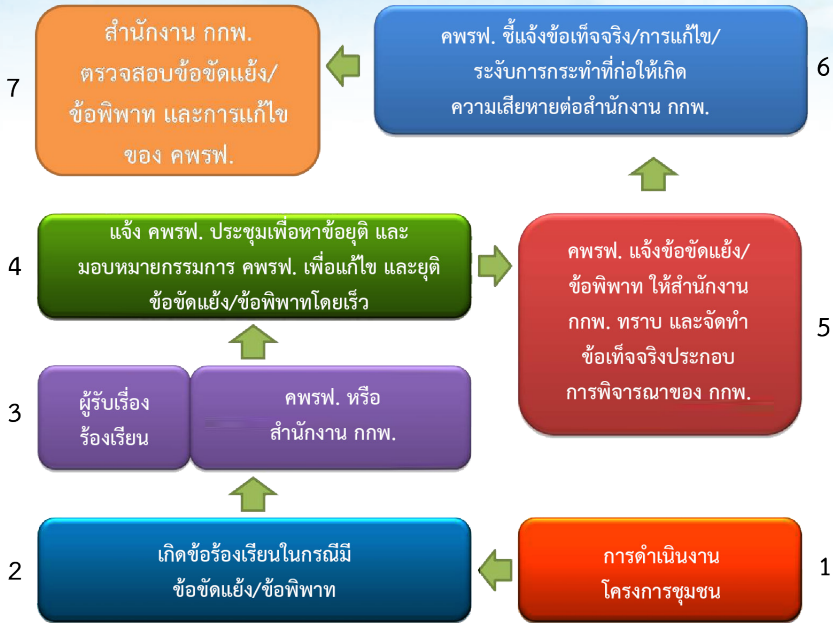 สำนักงาน กกพ.
ตรวจสอบข้อขัดแย้ง/
ข้อพิพาท และการแก้ไข
ของ คพรฟ.
7
คพรฟ. ชี้แจงข้อเท็จจริง/การแก้ไข/
ระงับการกระทำที่ก่อให้เกิด
ความเสียหายต่อสำนักงาน กกพ.
6
4
แจ้ง คพรฟ. ประชุมเพื่อหาข้อยุติ และ
มอบหมายกรรมการ คพรฟ. เพื่อแก้ไข และยุติ
ข้อขัดแย้ง/ข้อพิพาทโดยเร็ว
คพรฟ. แจ้งข้อขัดแย้ง/
ข้อพิพาท ให้สำนักงาน
กกพ. ทราบ และจัดทำ
ข้อเท็จจริงประกอบ
การพิจารณาของ กกพ.
5
3
ผู้รับเรื่อง
ร้องเรียน
คพรฟ. หรือ
สำนักงาน กกพ.
2
เกิดข้อร้องเรียนในกรณีมี
ข้อขัดแย้ง/ข้อพิพาท
การดำเนินงาน
โครงการชุมชน
1